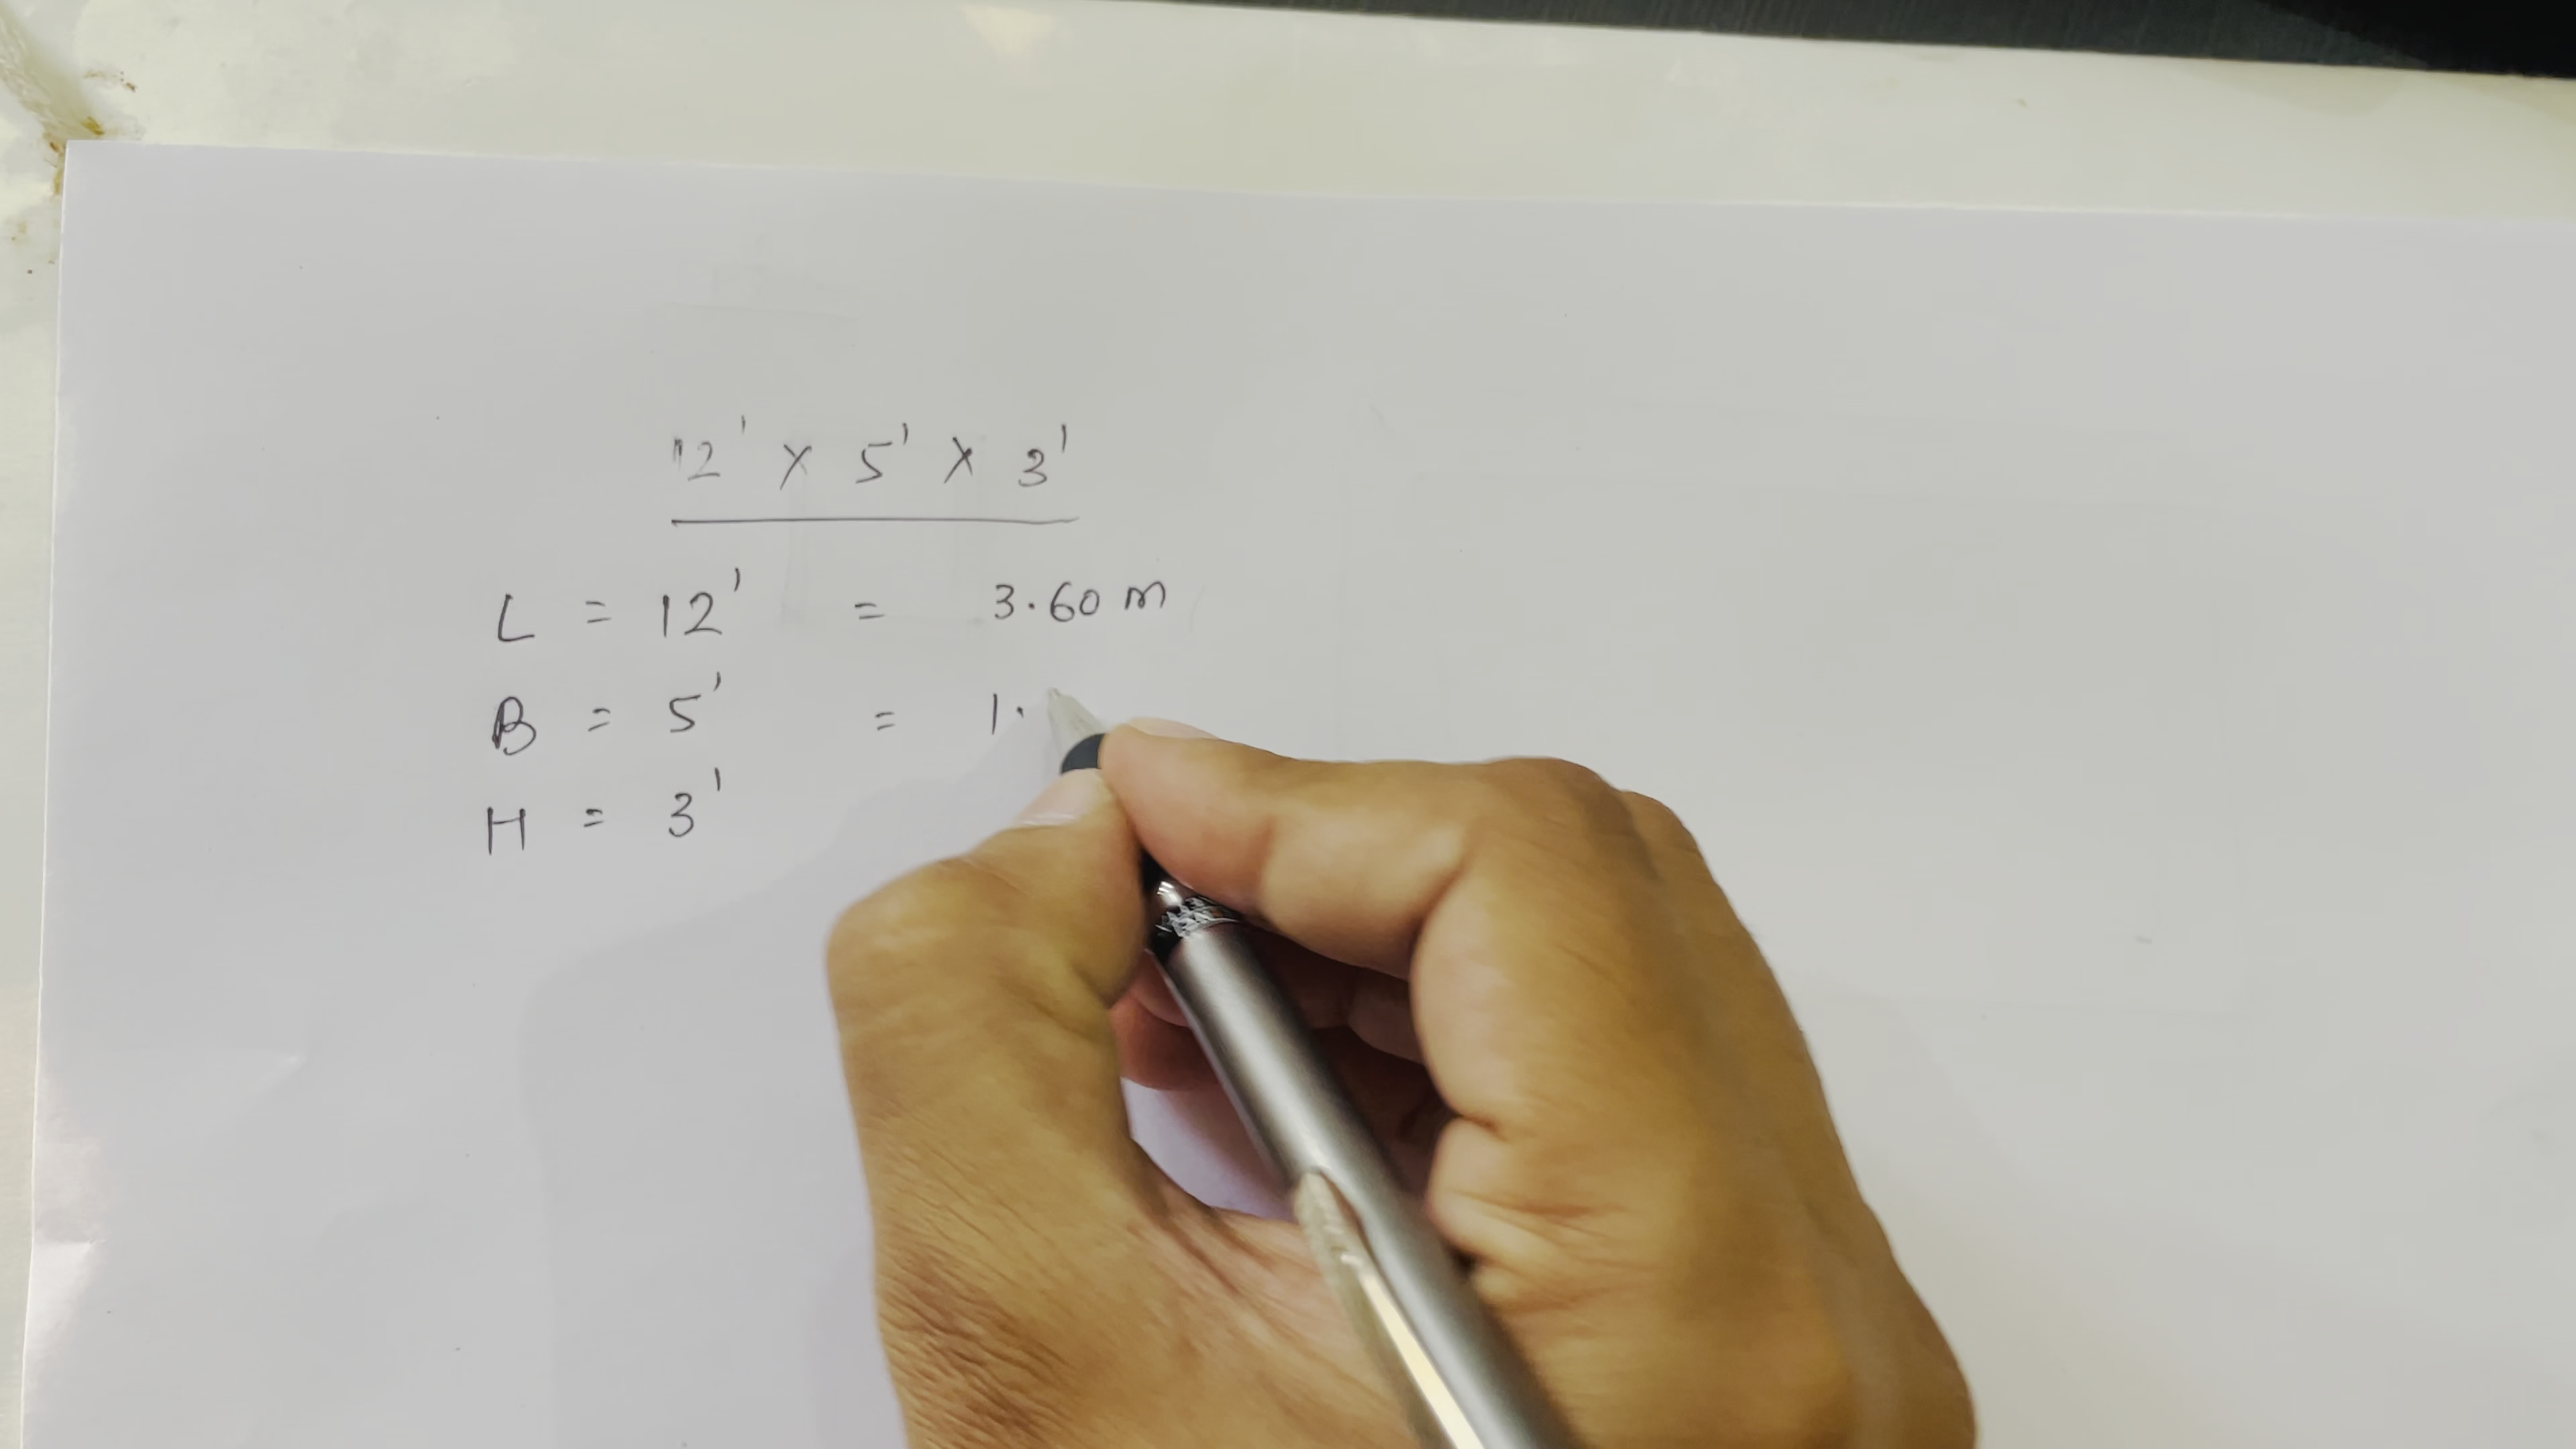 12' X 5' X 3'
L = 12' = 3.60 m
B = 5' = 1.
H = 3'